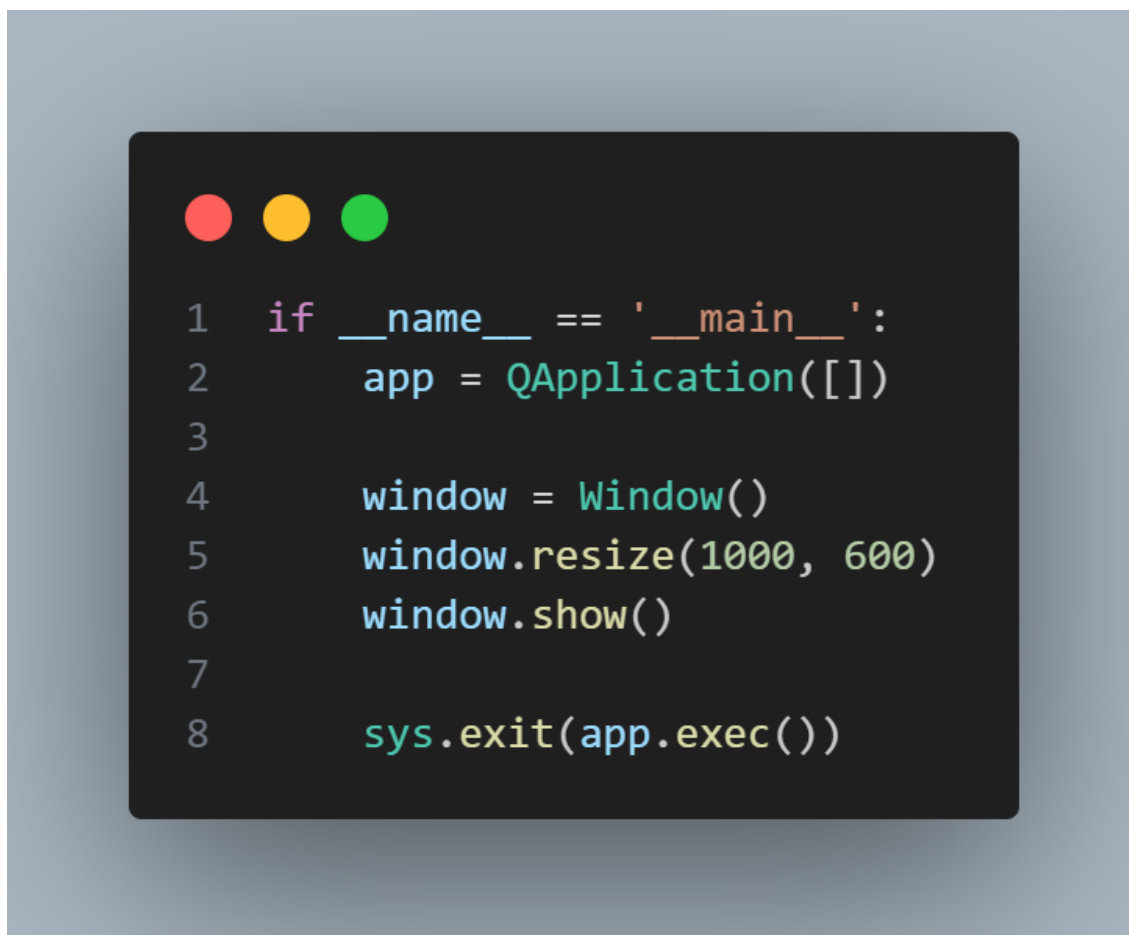 1 if __name__ == '__main__':
2 app = QApplication([])
3
4 window = Window()
5 window.resize(1000, 600)
6 window.show()
7
8 sys.exit(app.exec())